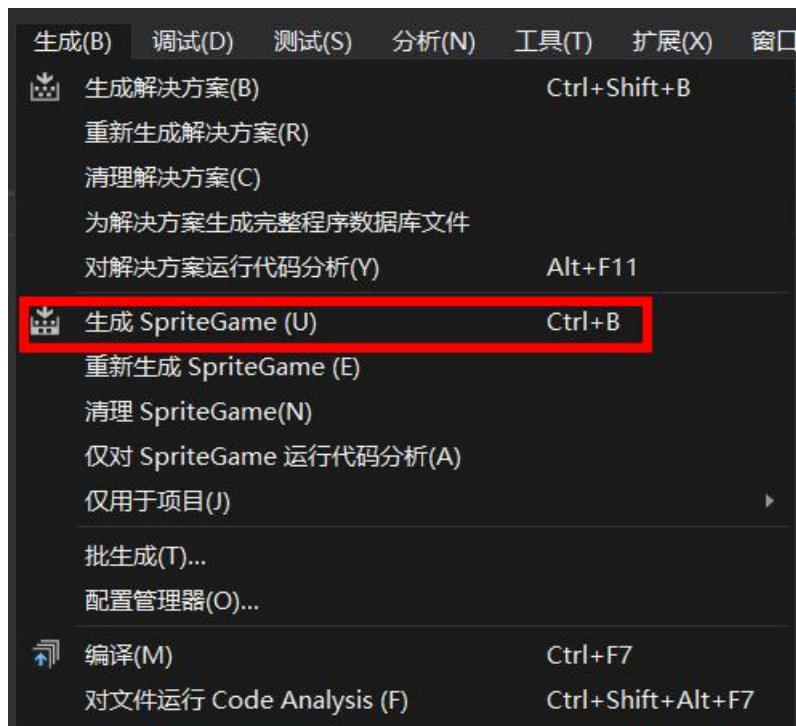 生成(B) 调试(D) 测试(S) 分析(N) 工具(T) 扩展(X) 窗口
生成解决方案(B) Ctrl+Shift+B
重新生成解决方案(R)
清理解决方案(C)
为解决方案生成完整程序数据库文件
对解决方案运行代码分析(Y) Alt+F11
生成 SpriteGame (U) Ctrl+B
重新生成 SpriteGame (E)
清理 SpriteGame(N)
仅对 SpriteGame 运行代码分析(A)
仅用于项目(J)
批生成(T)...
配置管理器(O)...
编译(M) Ctrl+F7
对文件运行 Code Analysis (F) Ctrl+Shift+Alt+F7